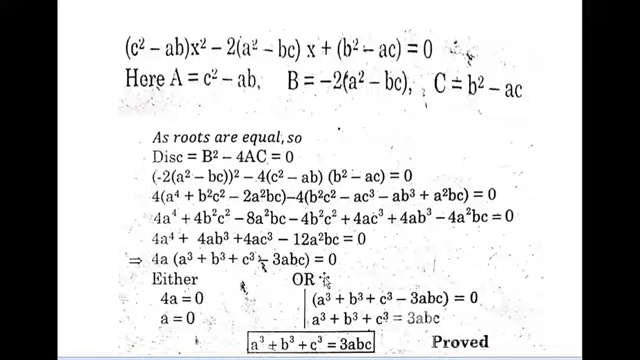 (c² – ab)x² – 2(a² – bc) x + (b² – ac) = 0
Here A = c² – ab, B = –2(a² – bc), C = b² – ac
As roots are equal, so
Disc = B² – 4AC = 0
(-2(a² – bc))² – 4(c² – ab) (b² – ac) = 0
4(a⁴ + b²c² – 2a²bc)–4(b²c² – ac³ – ab³ + a²bc) = 0
4a⁴ + 4b²c² – 8a²bc – 4b²c² + 4ac³ + 4ab³ – 4a²bc = 0
4a⁴ + 4ab³ + 4ac³ – 12a²bc = 0
⇒ 4a (a³ + b³ + c³ – 3abc) = 0
Either OR
4a = 0 (a³ + b³ + c³ – 3abc) = 0
a = 0 a³ + b³ + c³ = 3abc
a³ + b³ + c³ = 3abc Proved